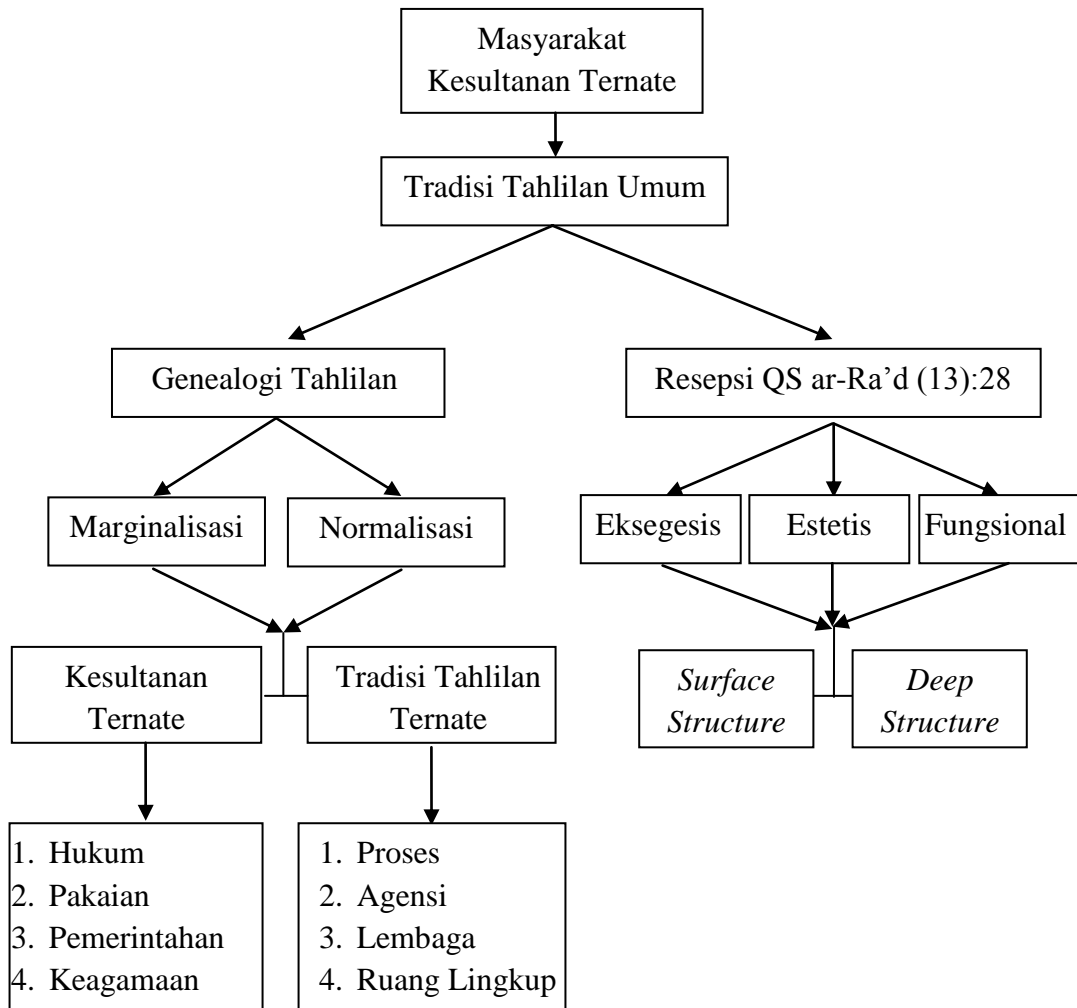 Masyarakat
Kesultanan Ternate
Tradisi Tahlilan Umum
Genealogi Tahlilan
Resepsi QS ar-Ra’d (13):28
Marginalisasi
Normalisasi
Eksegesis
Estetis
Fungsional
Kesultanan
Ternate
Tradisi Tahlilan
Ternate
Surface
Structure
Deep
Structure
1. Hukum
2. Pakaian
3. Pemerintahan
4. Keagamaan
1. Proses
2. Agensi
3. Lembaga
4. Ruang Lingkup